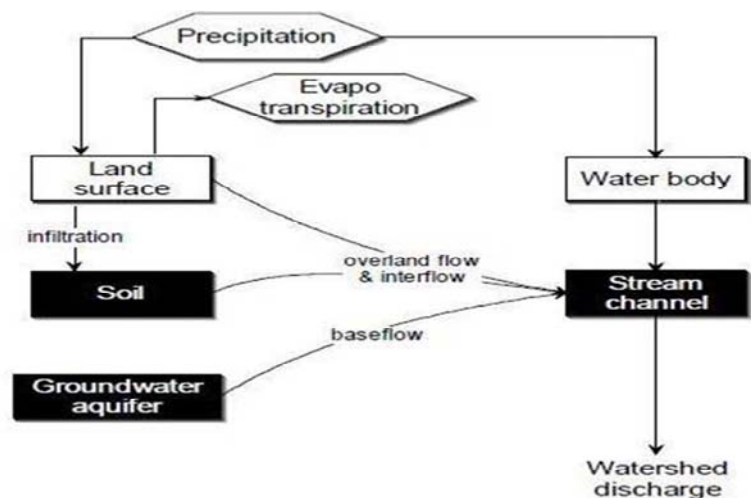 Precipitation
Evapo
transpiration
Land
surface
Water body
infiltration
overland flow
& interflow
Soil
Stream
channel
baseflow
Groundwater
aquifer
Watershed
discharge